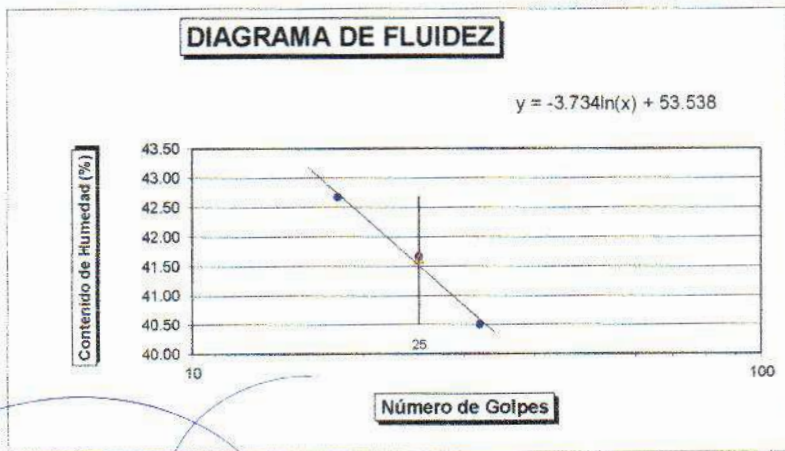 DIAGRAMA DE FLUIDEZ
y = -3.734ln(x) + 53.538
Contenido de Humedad (%)
43.50
43.00
42.50
42.00
41.50
41.00
40.50
40.00
25
10
100
Número de Golpes